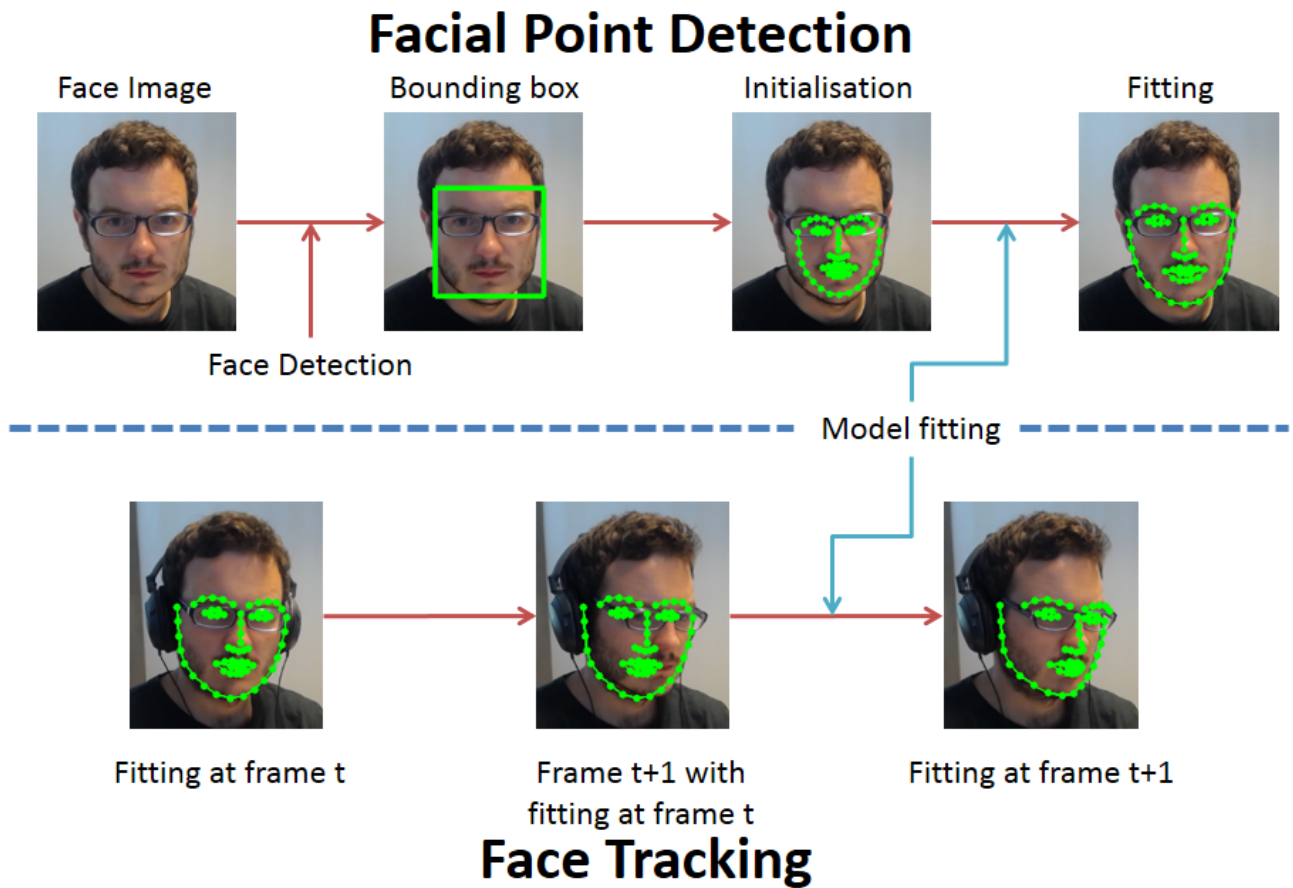 Facial Point Detection
Face Image
Bounding box
Initialisation
Fitting
Face Detection
Model fitting
Fitting at frame t
Frame t+1 with
fitting at frame t
Fitting at frame t+1
Face Tracking